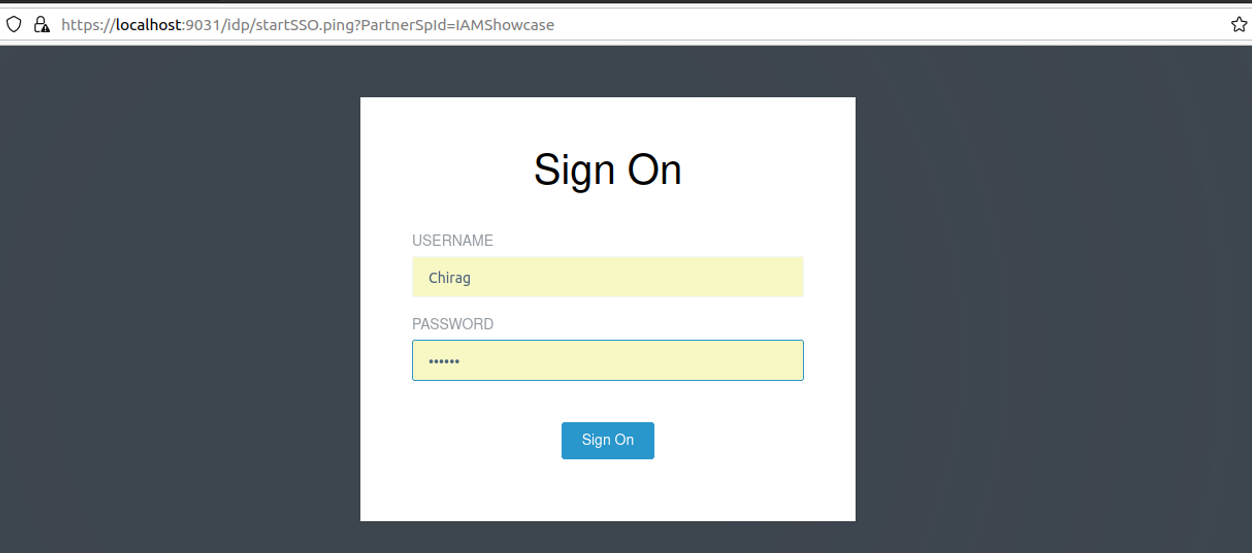 https://localhost:9031/idp/startSSO.ping?PartnerSpId=IAMShowcase
Sign On
USERNAME
Chirag
PASSWORD
••••••
Sign On